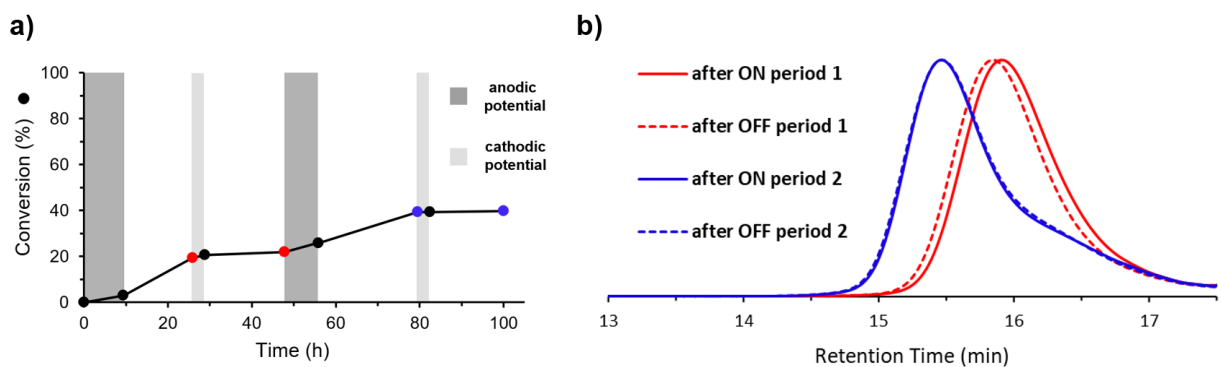 a)
100
80
60
40
20
0
Conversion (%)
0 20 40 60 80 100
Time (h)
anodic
potential
cathodic
potential
b)
after ON period 1
after OFF period 1
after ON period 2
after OFF period 2
13 14 15 16 17
Retention Time (min)